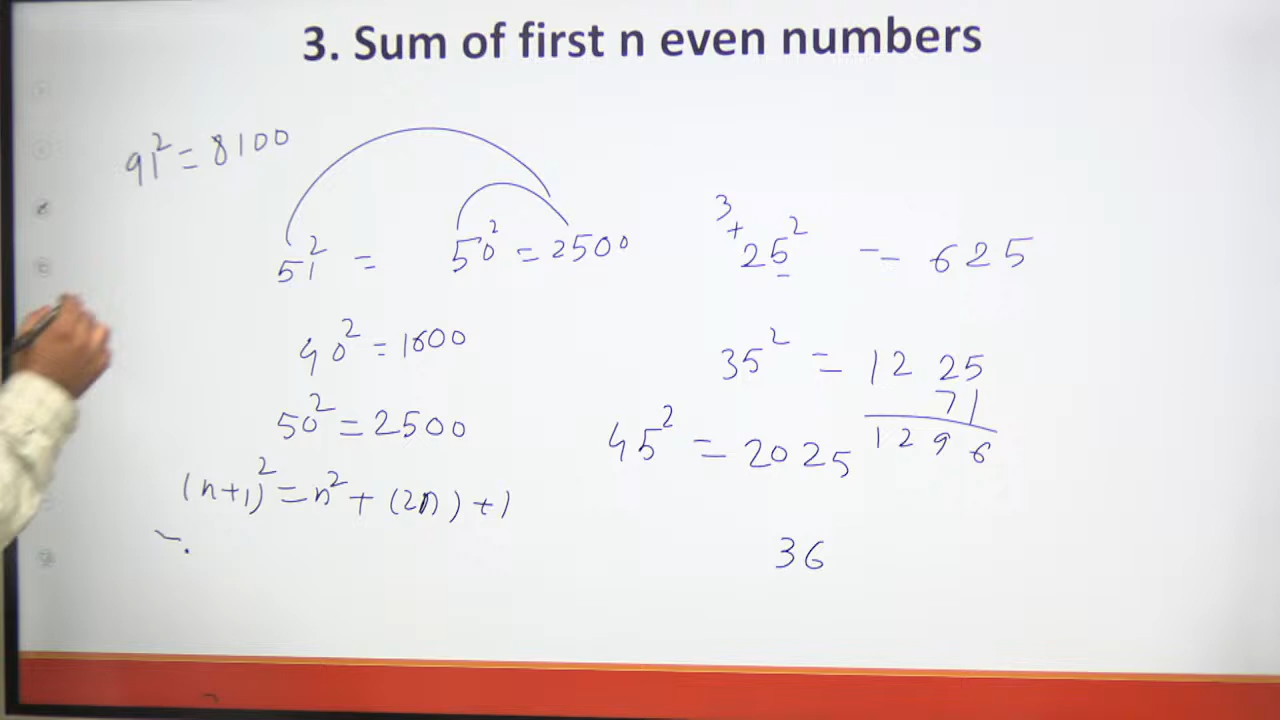 3. Sum of first n even numbers
91² = 8100
51² = 50² = 2500
40² = 1600
50² = 2500
(n+1)² = n² + (2n) + 1
3
+
25² = 625
35² = 1225
71
1296
45² = 2025
36